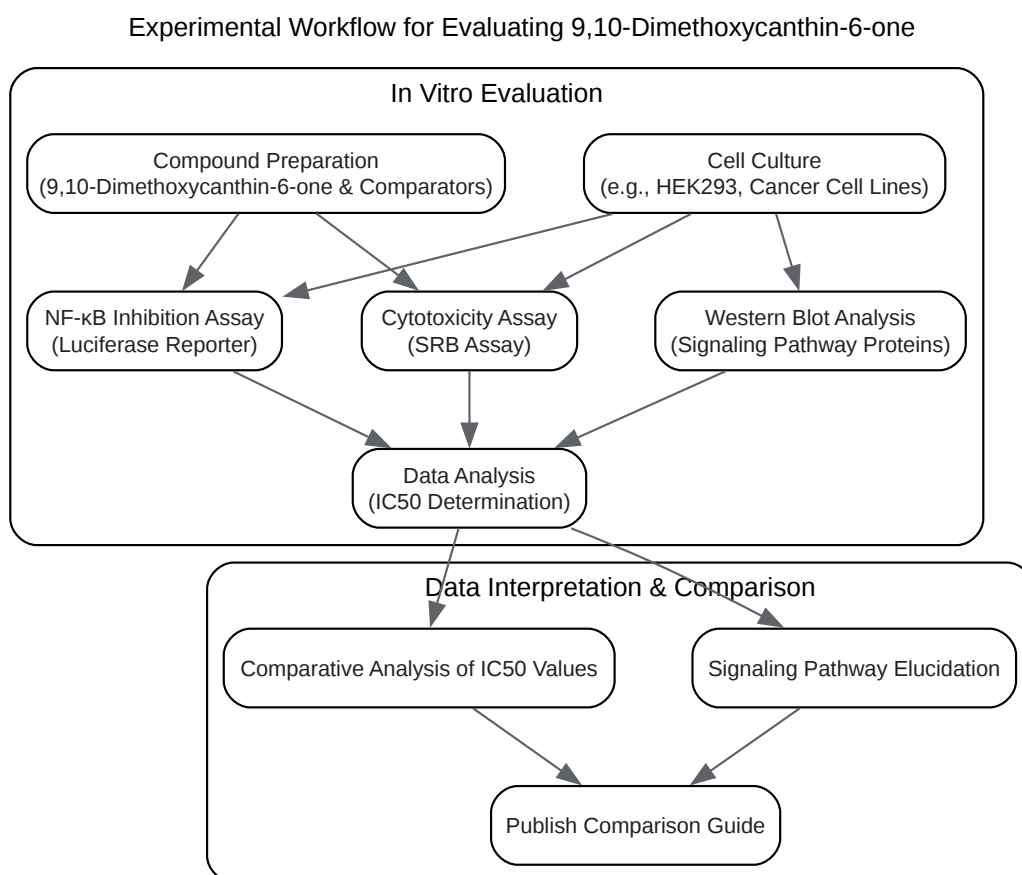 Experimental Workflow for Evaluating 9,10-Dimethoxycanthin-6-one
In Vitro Evaluation
Compound Preparation
(9,10-Dimethoxycanthin-6-one & Comparators)
Cell Culture
(e.g., HEK293, Cancer Cell Lines)
NF-κB Inhibition Assay
(Luciferase Reporter)
Cytotoxicity Assay
(SRB Assay)
Western Blot Analysis
(Signaling Pathway Proteins)
Data Analysis
(IC50 Determination)
Data Interpretation & Comparison
Comparative Analysis of IC50 Values
Signaling Pathway Elucidation
Publish Comparison Guide